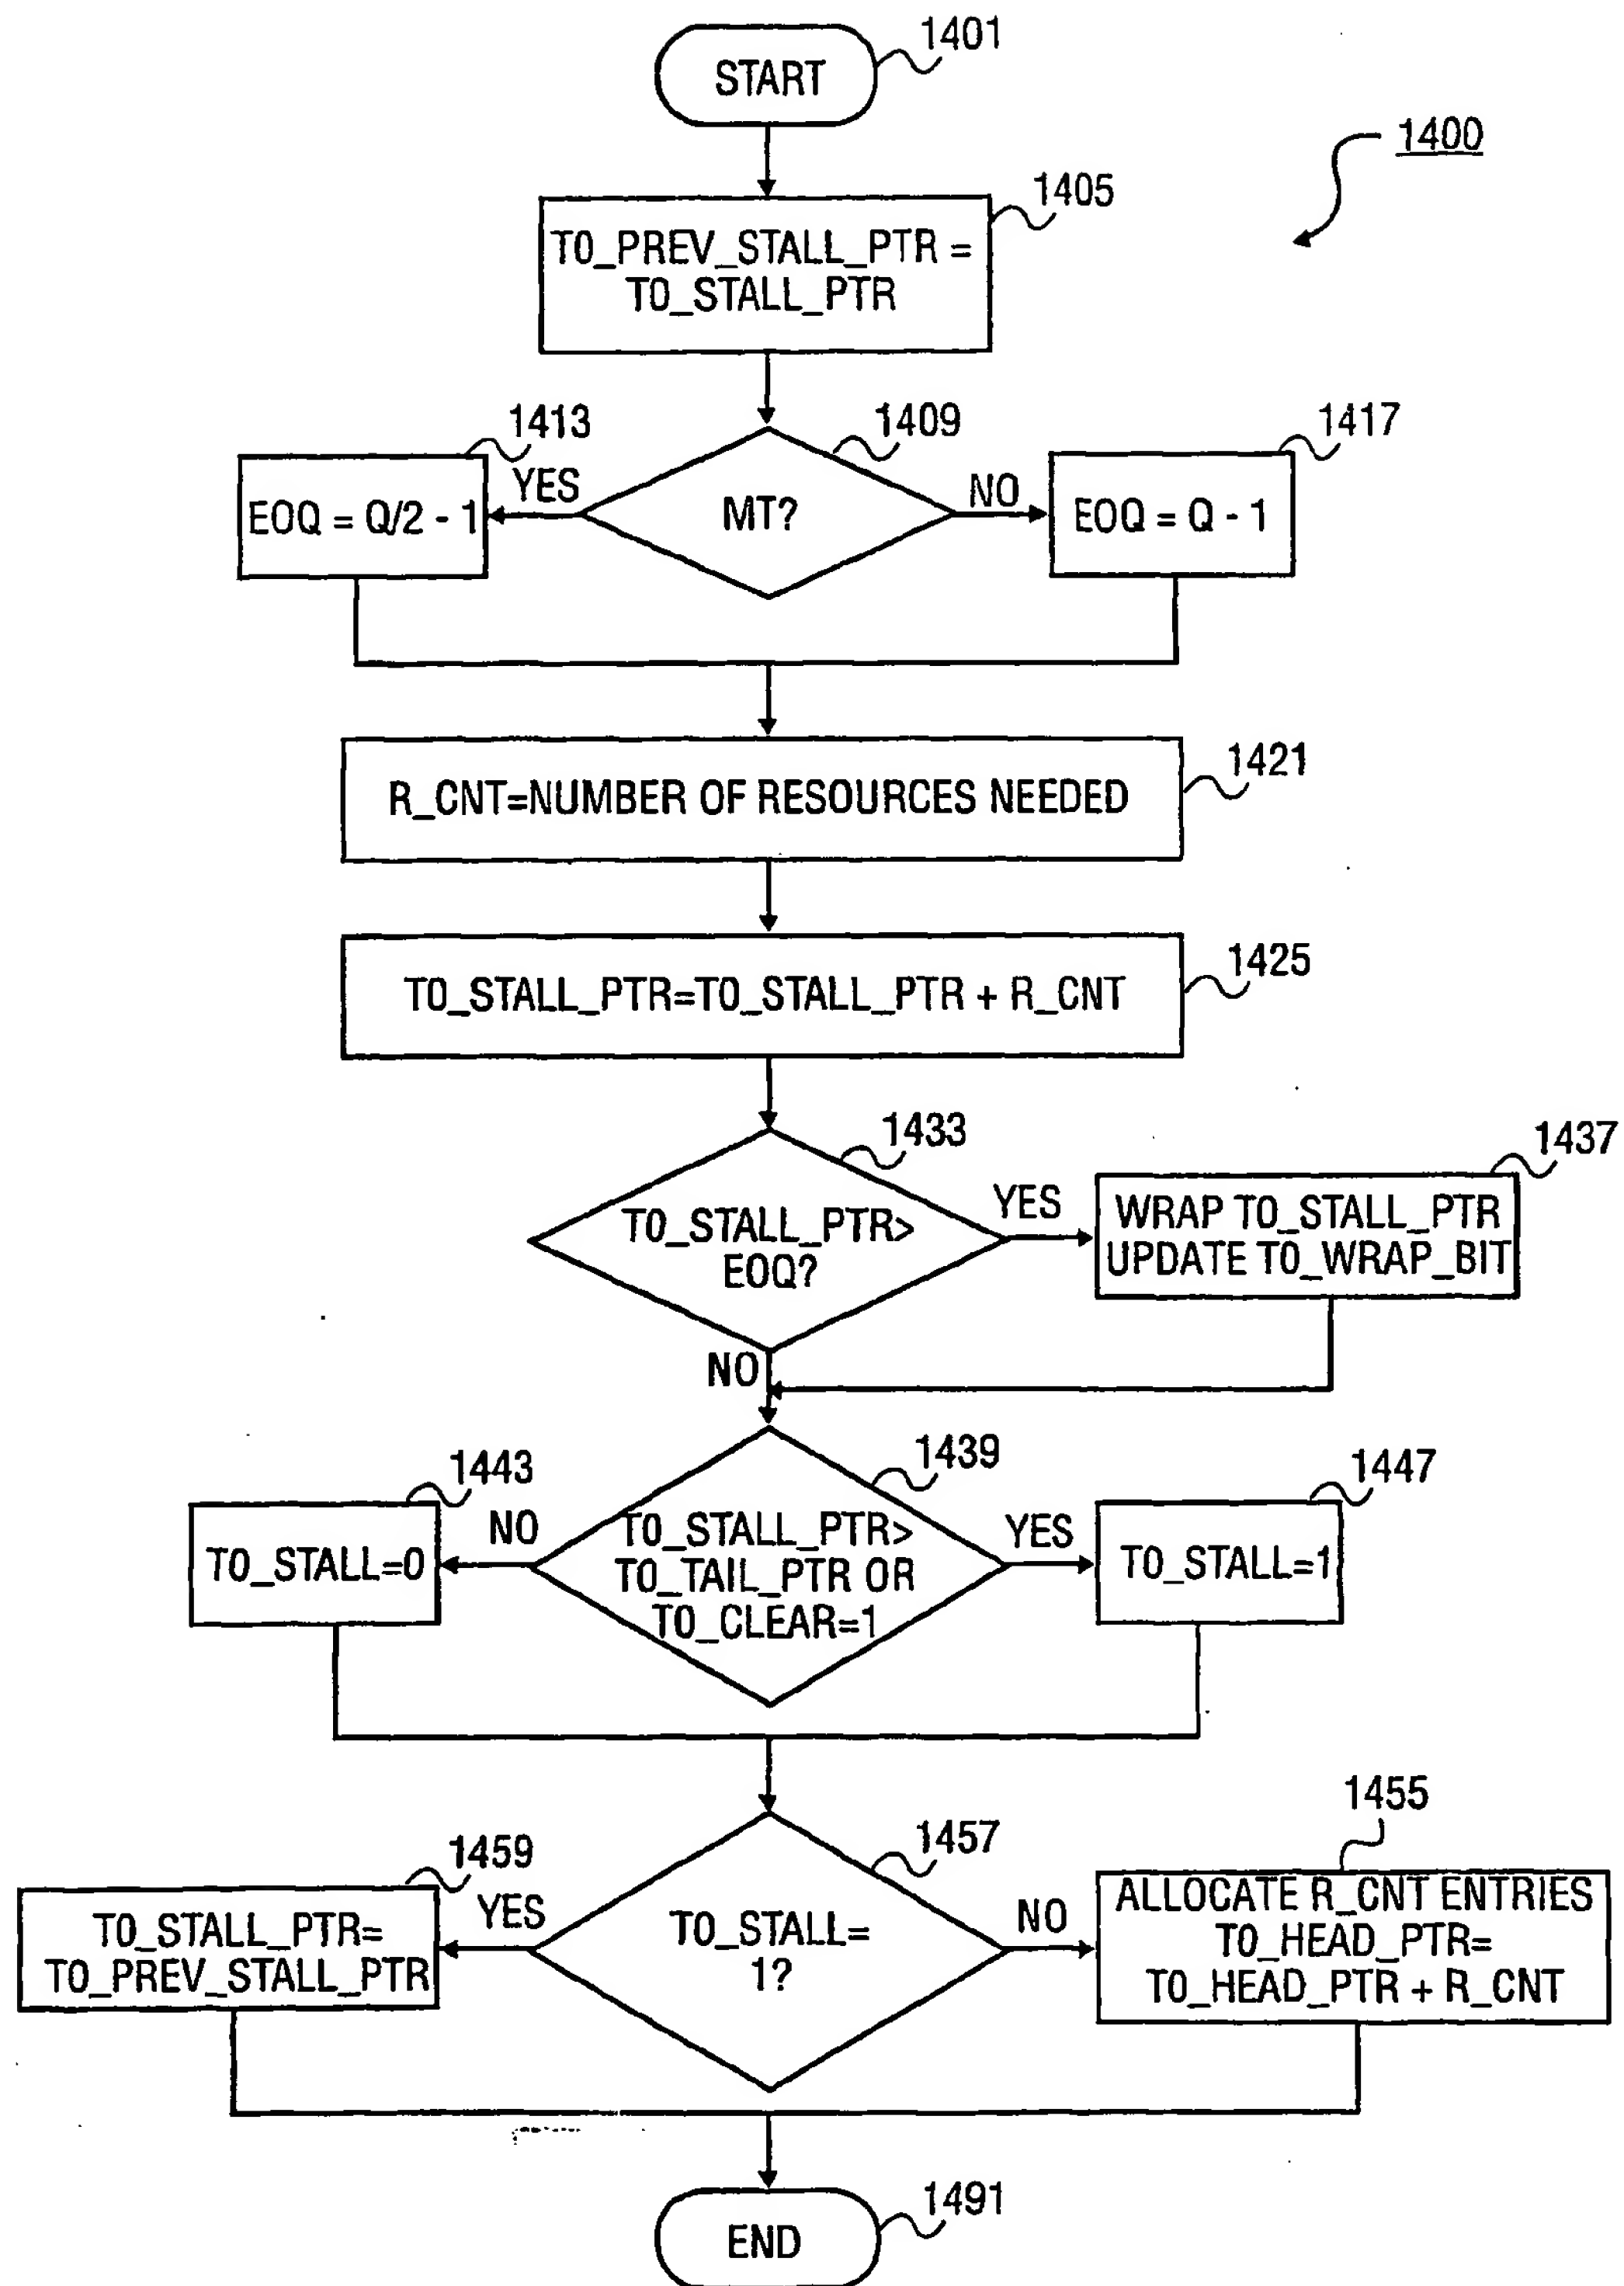 1401
START
1400
1405
T0_PREV_STALL_PTR =
T0_STALL_PTR
1413
1409
1417
EOQ = Q/2 - 1
YES
MT?
NO
EOQ = Q - 1
1421
R_CNT=NUMBER OF RESOURCES NEEDED
1425
T0_STALL_PTR=T0_STALL_PTR + R_CNT
1433
1437
T0_STALL_PTR>
EOQ?
YES
WRAP T0_STALL_PTR
UPDATE T0_WRAP_BIT
NO
1443
1439
1447
T0_STALL=0
NO
T0_STALL_PTR>
T0_TAIL_PTR OR
T0_CLEAR=1
YES
T0_STALL=1
1459
1457
1455
T0_STALL_PTR=
T0_PREV_STALL_PTR
YES
T0_STALL=
1?
NO
ALLOCATE R_CNT ENTRIES
T0_HEAD_PTR=
T0_HEAD_PTR + R_CNT
1491
END